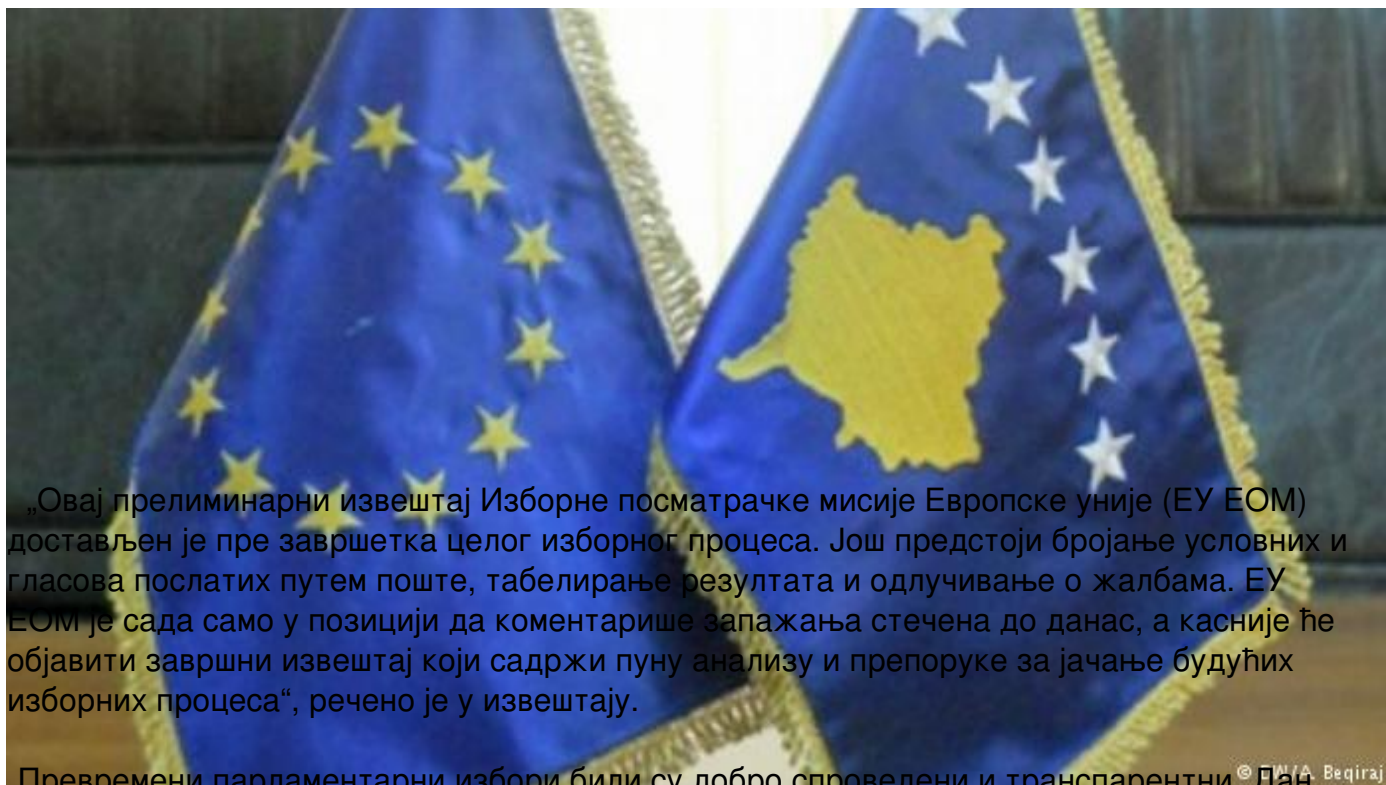 „Овај прелиминарни извештај Изборне посматрачке мисије Европске уније (ЕУ ЕОМ)
достављен је пре завршетка целог изборног процеса. Још предстоји бројање условних и
гласова послатих путем поште, табелирање резултата и одлучивање о жалбама. ЕУ
ЕОМ је сада само у позицији да коментарише запажања стечена до данас, а касније ће
објавити завршни извештај који садржи пуну анализу и препоруке за јачање будућих
изборних процеса“, речено је у извештају.
Превремени парламентарни избори били су добро спроведени и транспарентни. Дан
© DW/A. Beqiraj